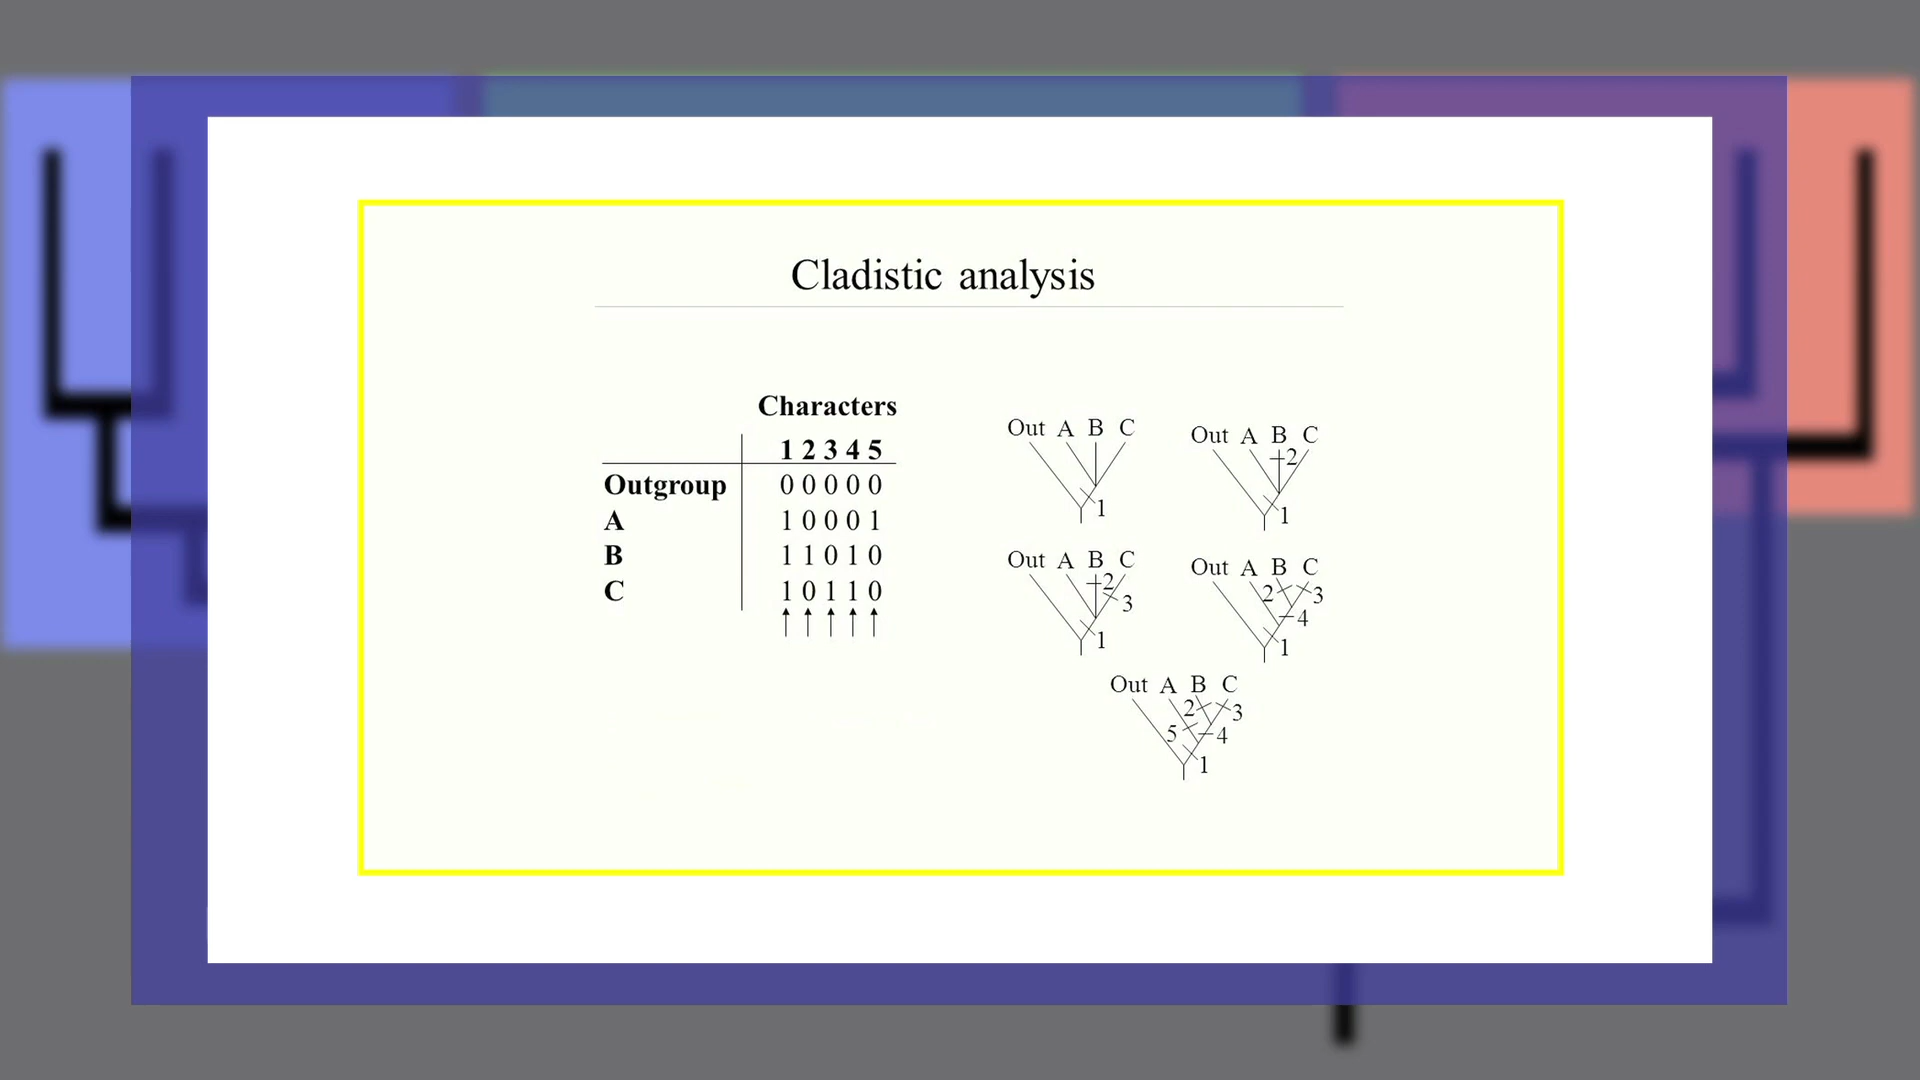 Cladistic analysis
Characters
1 2 3 4 5
Outgroup 0 0 0 0 0
A 1 0 0 0 1
B 1 1 0 1 0
C 1 0 1 1 0
Out A B C
1
Out A B C
2
1
Out A B C
2
3
1
Out A B C
2 3
4
1
Out A B C
2 3
5 4
1